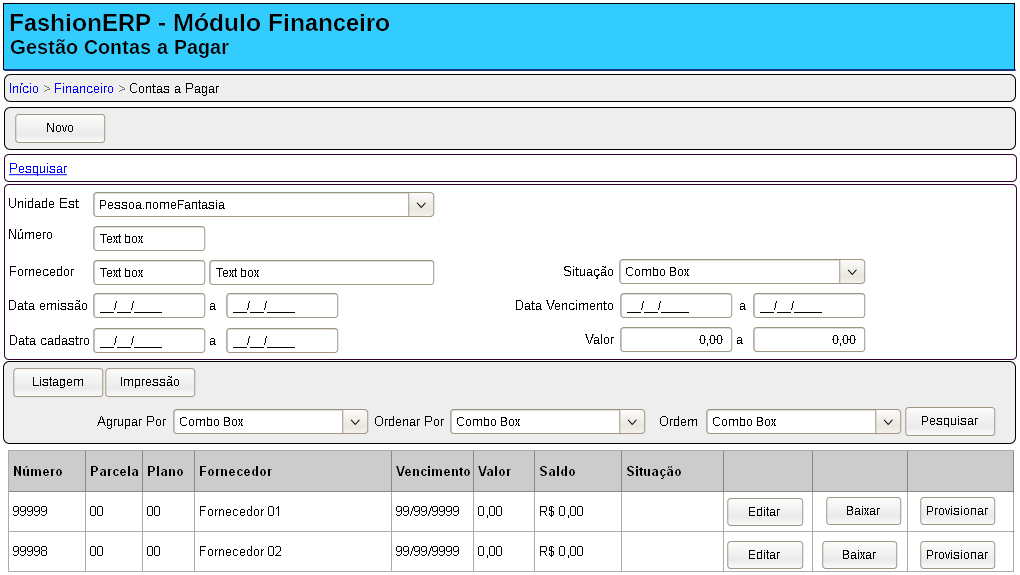 FashionERP - Módulo Financeiro
Gestão Contas a Pagar
Início > Financeiro > Contas a Pagar
Novo
Pesquisar
Unidade Est Pessoa.nomeFantasia
Número Text box
Fornecedor Text box Text box Situação Combo Box
Data emissão __/__/____ a __/__/____ Data Vencimento __/__/____ a __/__/____
Data cadastro __/__/____ a __/__/____ Valor 0,00 a 0,00
Listagem Impressão
Agrupar Por Combo Box Ordenar Por Combo Box Ordem Combo Box Pesquisar
Número Parcela Plano Fornecedor Vencimento Valor Saldo Situação
99999 00 00 Fornecedor 01 99/99/9999 0,00 R$ 0,00 Editar Baixar Provisionar
99998 00 00 Fornecedor 02 99/99/9999 0,00 R$ 0,00 Editar Baixar Provisionar